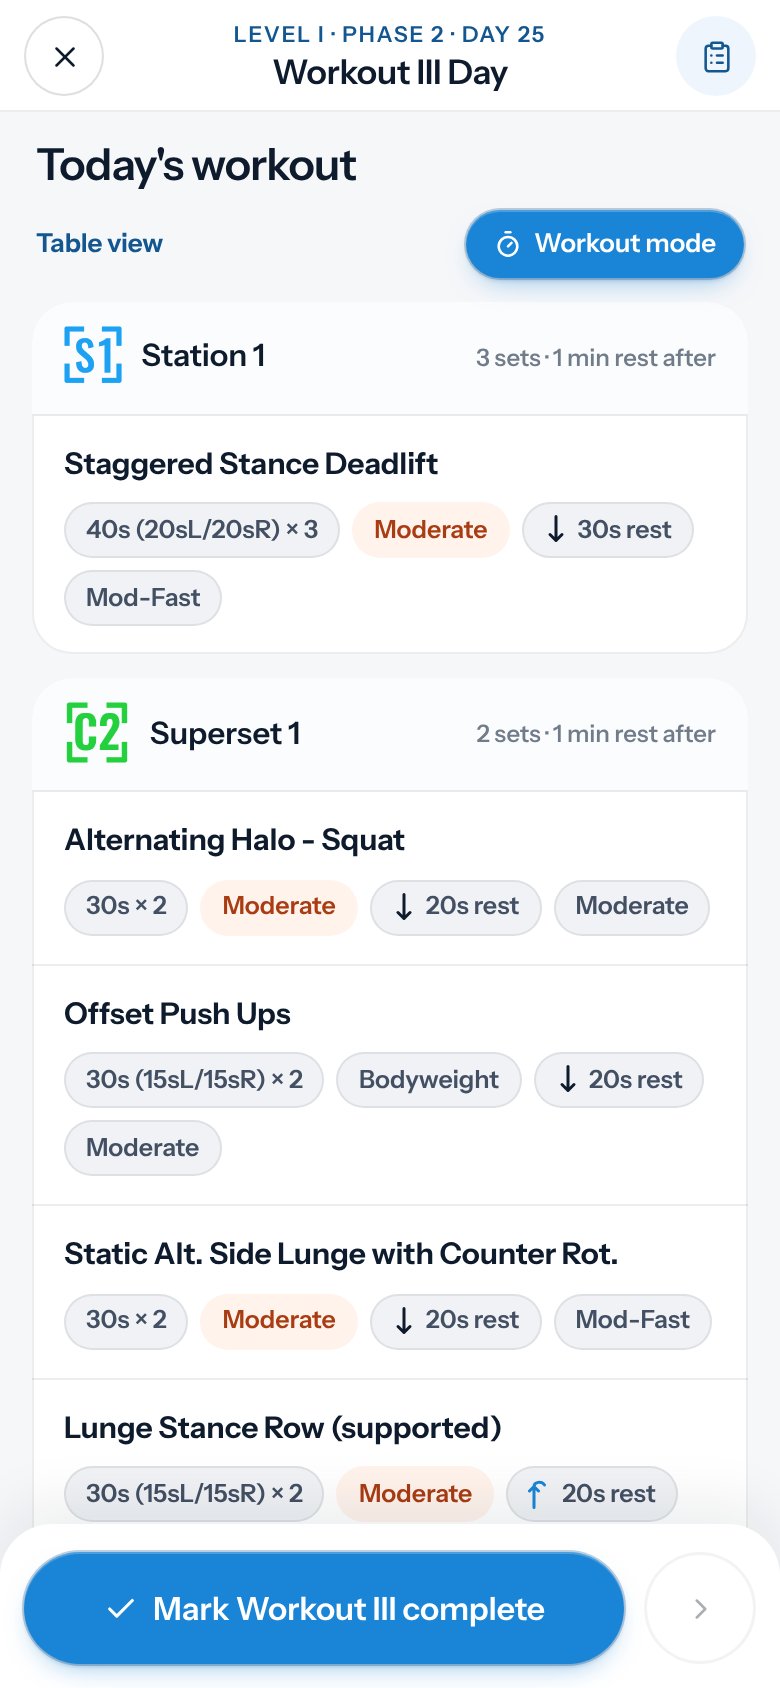 LEVEL I · PHASE 2 · DAY 25
Workout III Day
Today's workout
Table view
Workout mode
S1 Station 1 3 sets · 1 min rest after
Staggered Stance Deadlift
40s (20sL/20sR) × 3 Moderate ↓ 30s rest
Mod-Fast
C2 Superset 1 2 sets · 1 min rest after
Alternating Halo - Squat
30s × 2 Moderate ↓ 20s rest Moderate
Offset Push Ups
30s (15sL/15sR) × 2 Bodyweight ↓ 20s rest
Moderate
Static Alt. Side Lunge with Counter Rot.
30s × 2 Moderate ↓ 20s rest Mod-Fast
Lunge Stance Row (supported)
30s (15sL/15sR) × 2 Moderate ↑ 20s rest
Mark Workout III complete